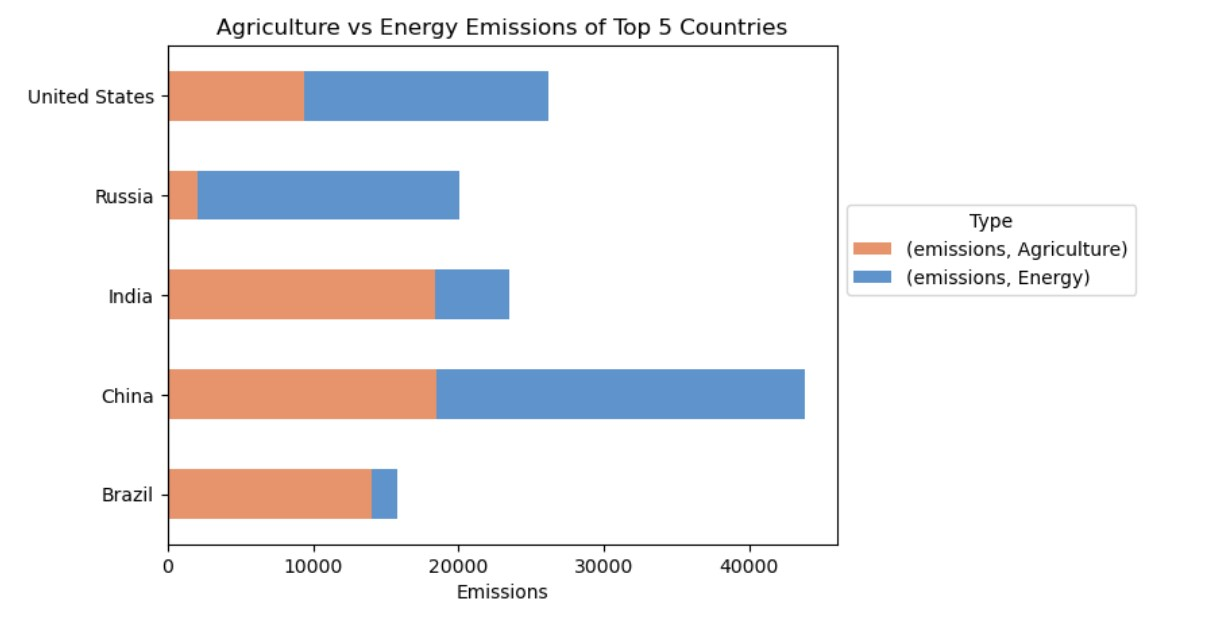 Agriculture vs Energy Emissions of Top 5 Countries
United States
Russia
India
China
Brazil
0 10000 20000 30000 40000
Emissions
Type
(emissions, Agriculture)
(emissions, Energy)